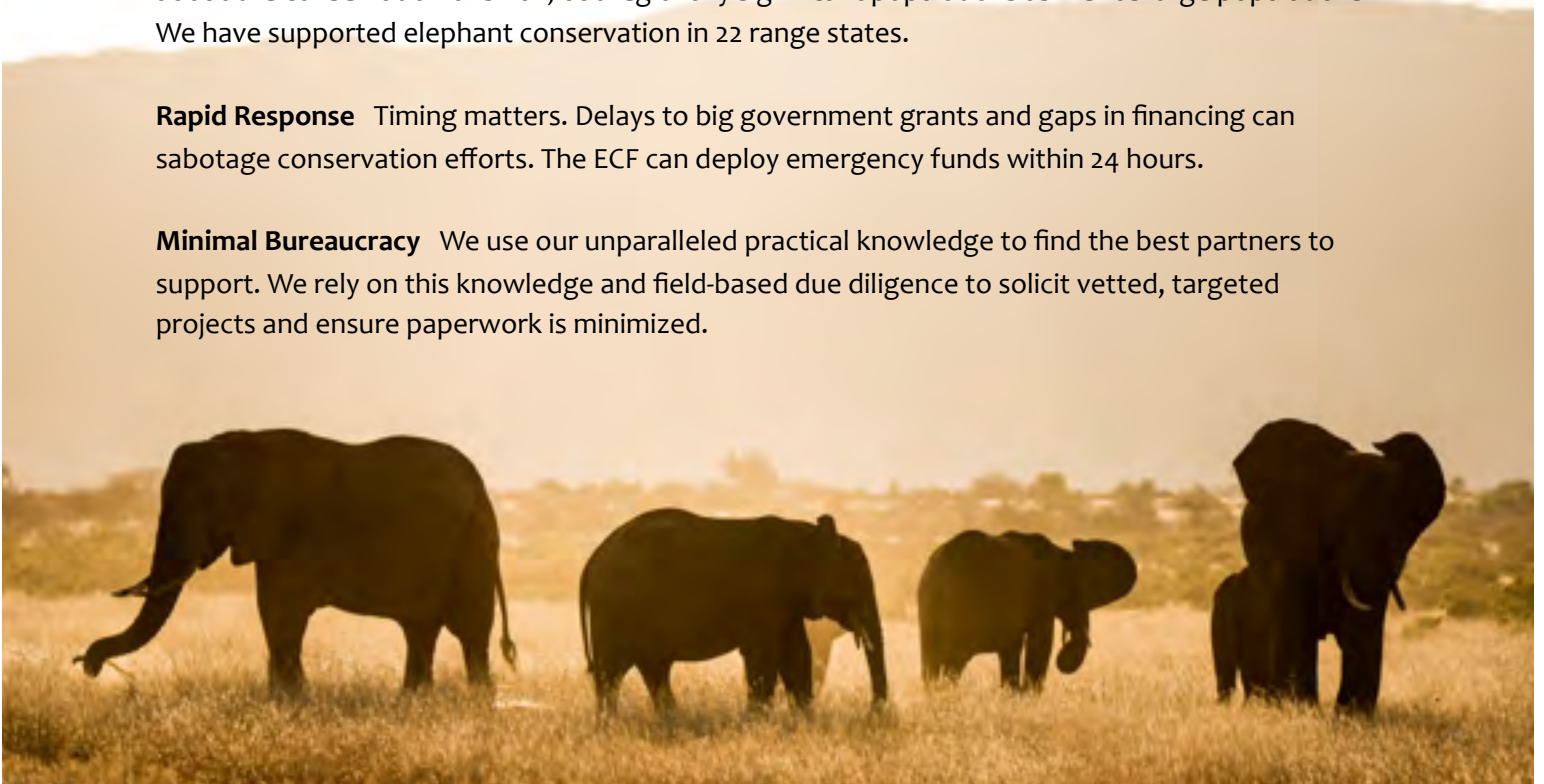 We have supported elephant conservation in 22 range states.
Rapid Response Timing matters. Delays to big government grants and gaps in financing can
sabotage conservation efforts. The ECF can deploy emergency funds within 24 hours.
Minimal Bureaucracy We use our unparalleled practical knowledge to find the best partners to
support. We rely on this knowledge and field-based due diligence to solicit vetted, targeted
projects and ensure paperwork is minimized.